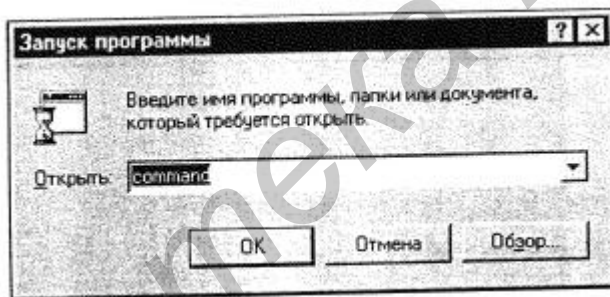 Запуск программы
Введите имя программы, папки или документа,
который требуется открыть.
Открыть: command
OK Отмена Обзор...